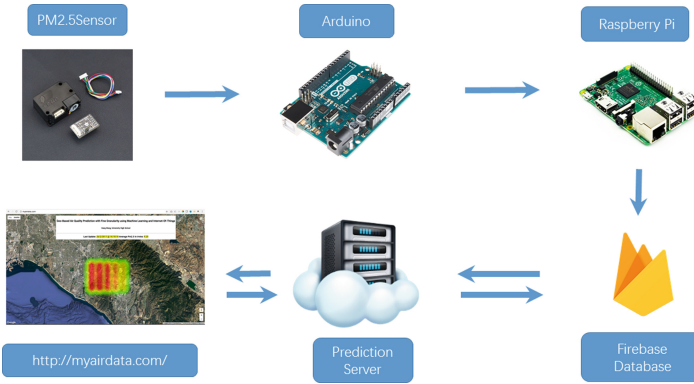 PM2.5Sensor
Arduino
Raspberry Pi
http://myairdata.com/
Prediction
Server
Firebase
Database